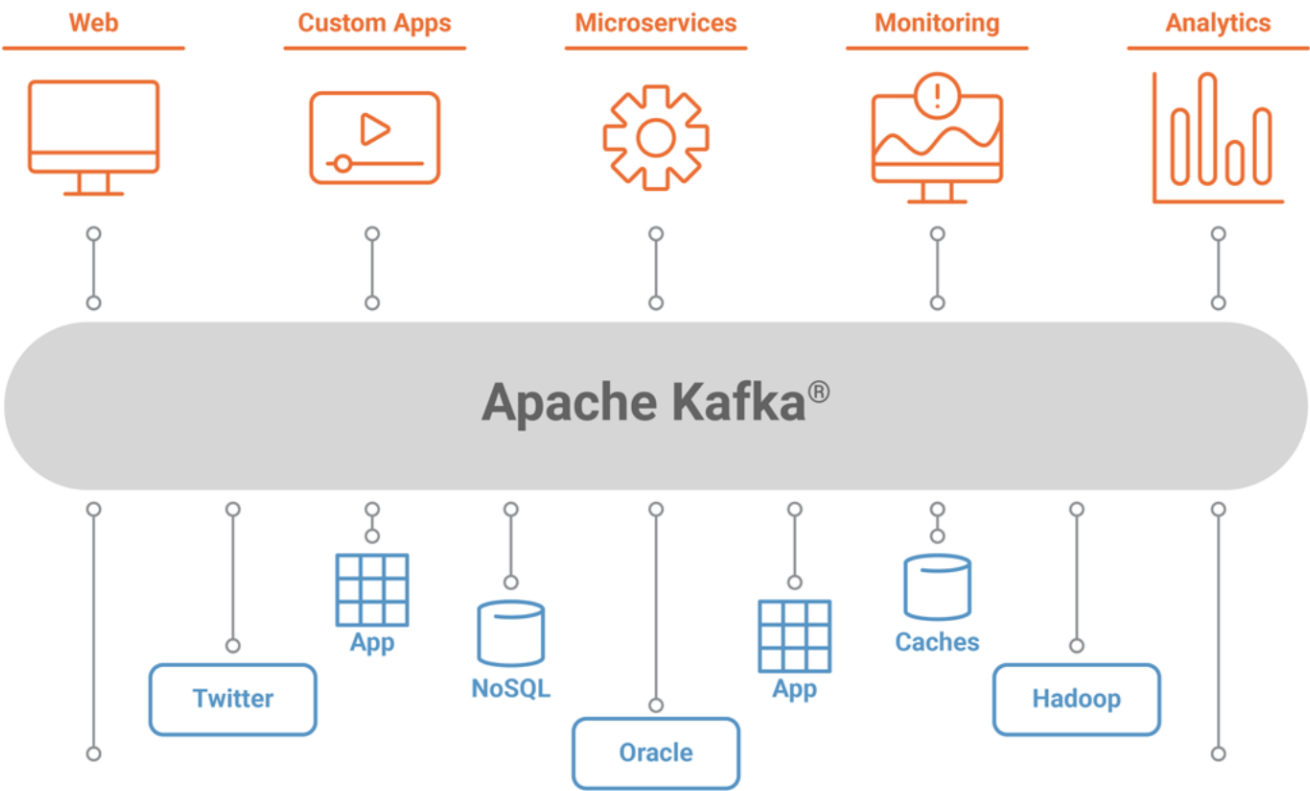 Web
Custom Apps
Microservices
Monitoring
Analytics
Apache Kafka®
App
Caches
NoSQL
App
Twitter
Hadoop
Oracle